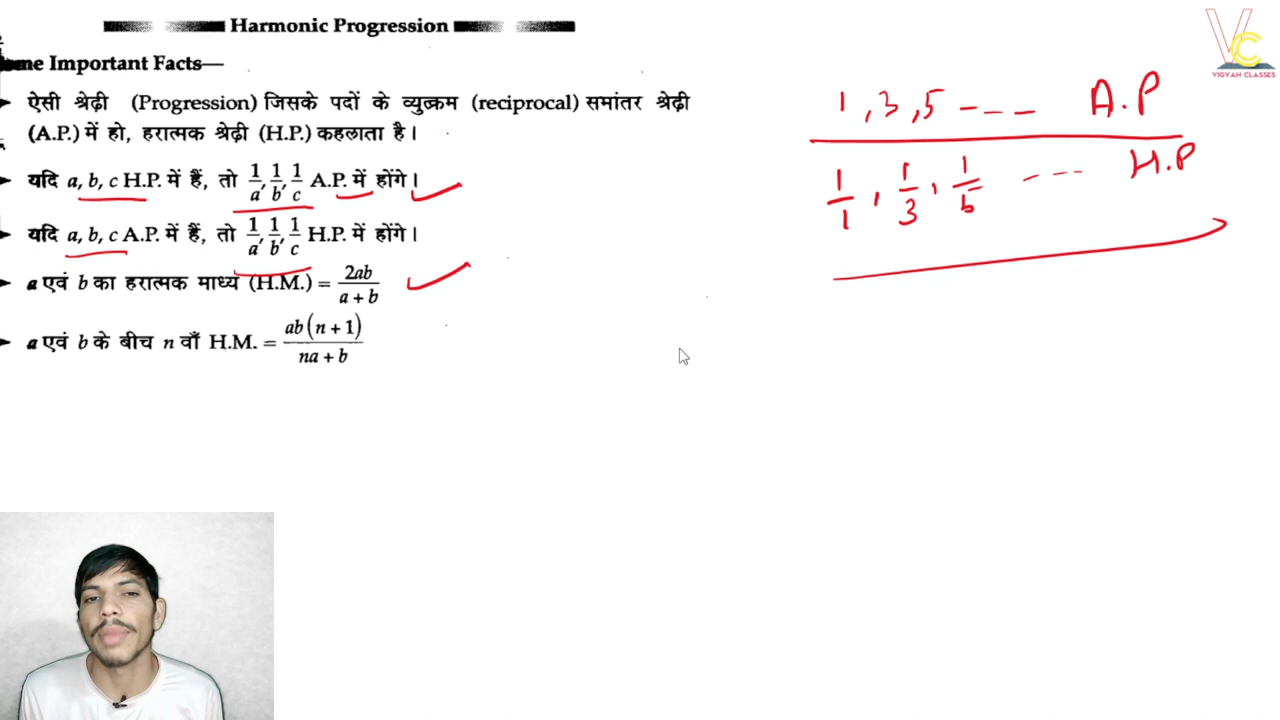 Harmonic Progression
me Important Facts—
ऐसी श्रेढ़ी (Progression) जिसके पदों के व्युत्क्रम (reciprocal) समांतर श्रेढ़ी
(A.P.) में हो, हरात्मक श्रेढ़ी (H.P.) कहलाता है।
यदि a, b, c H.P. में हैं, तो 1/a, 1/b, 1/c A.P. में होंगे।
यदि a, b, c A.P. में हैं, तो 1/a, 1/b, 1/c H.P. में होंगे।
a एवं b का हरात्मक माध्य (H.M.) = 2ab/(a + b)
a एवं b के बीच n वाँ H.M. = ab(n + 1)/(na + b)
1, 3, 5 --- A.P
1/1, 1/3, 1/5 --- H.P
VC
VIGYAN CLASSES